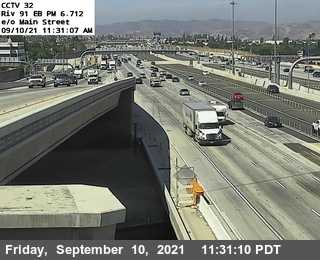 CCTV 32
Riv 91 EB PM 6.712
e/o Main Street
09/10/21 11:31:07 AM
Friday, September 10, 2021 11:31:10 PDT